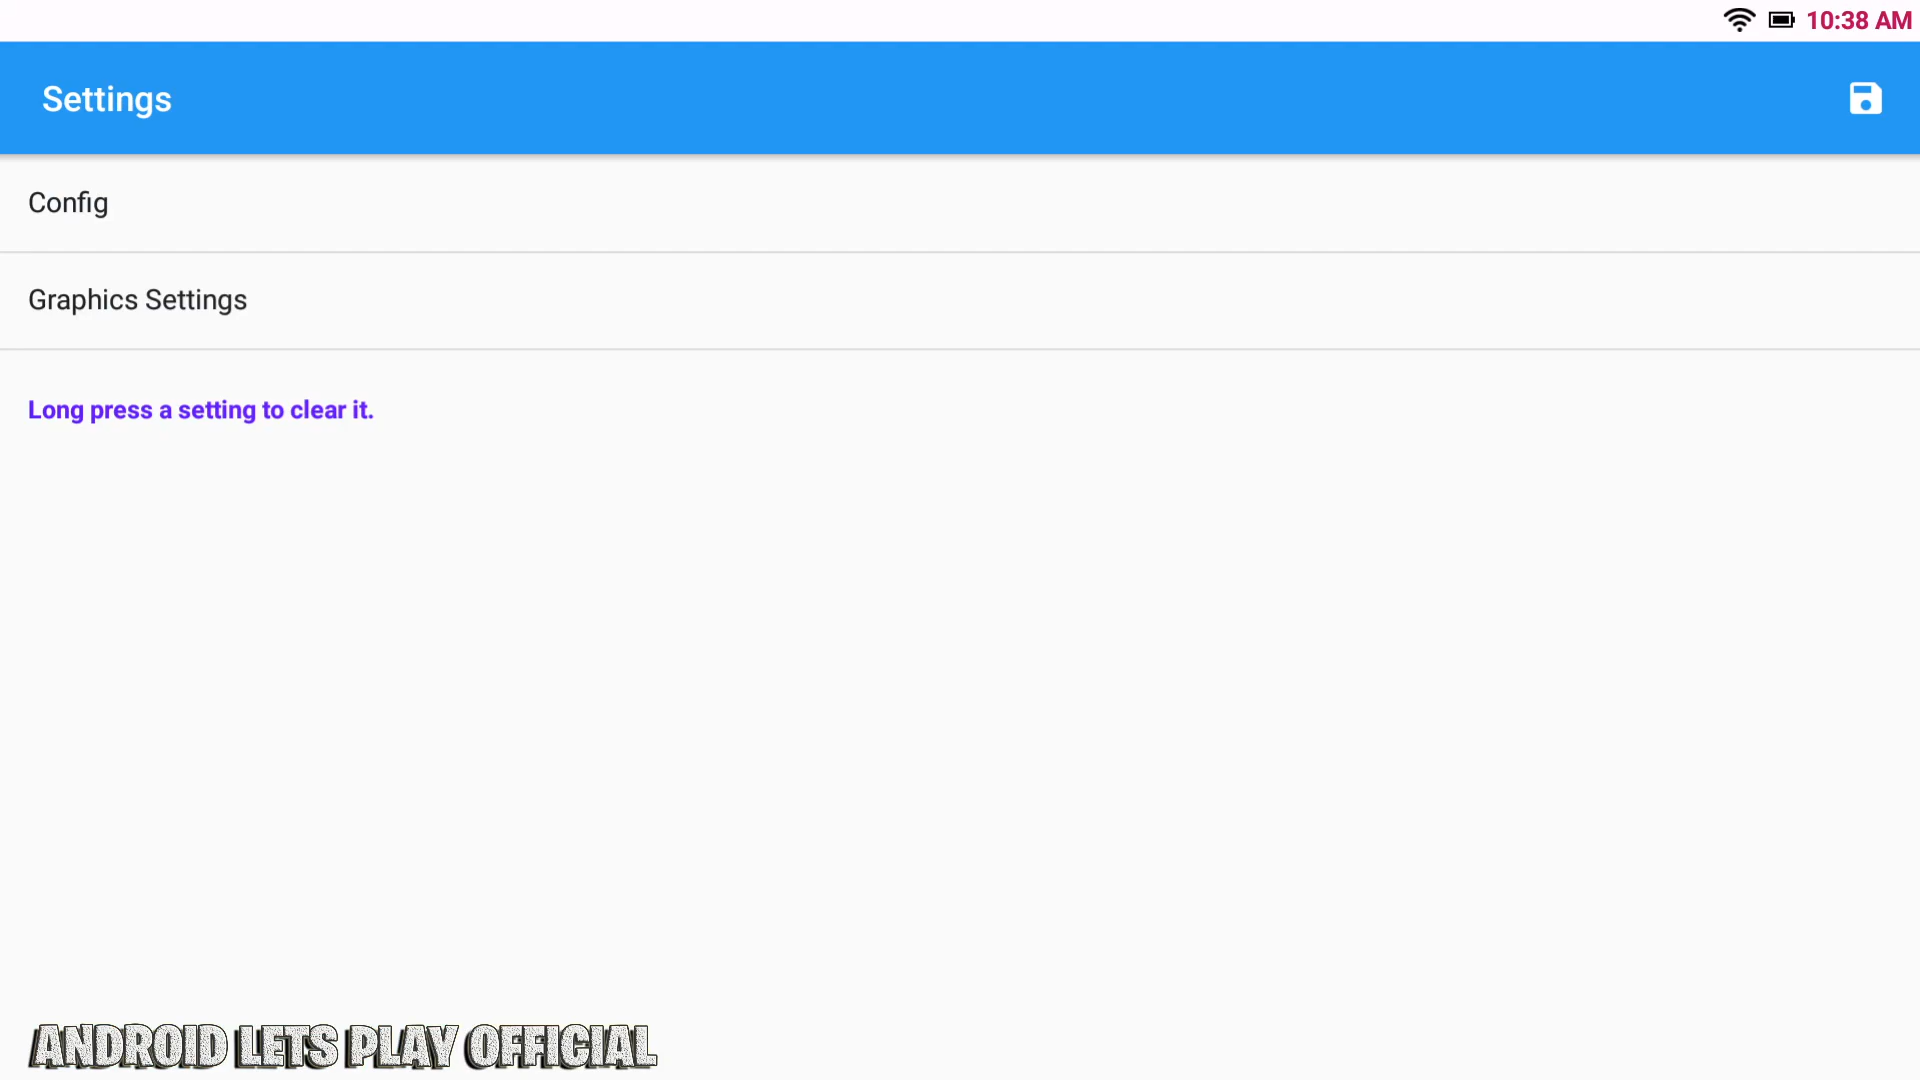 10:38 AM
Settings
Config
Graphics Settings
Long press a setting to clear it.
ANDROID LETS PLAY OFFICIAL